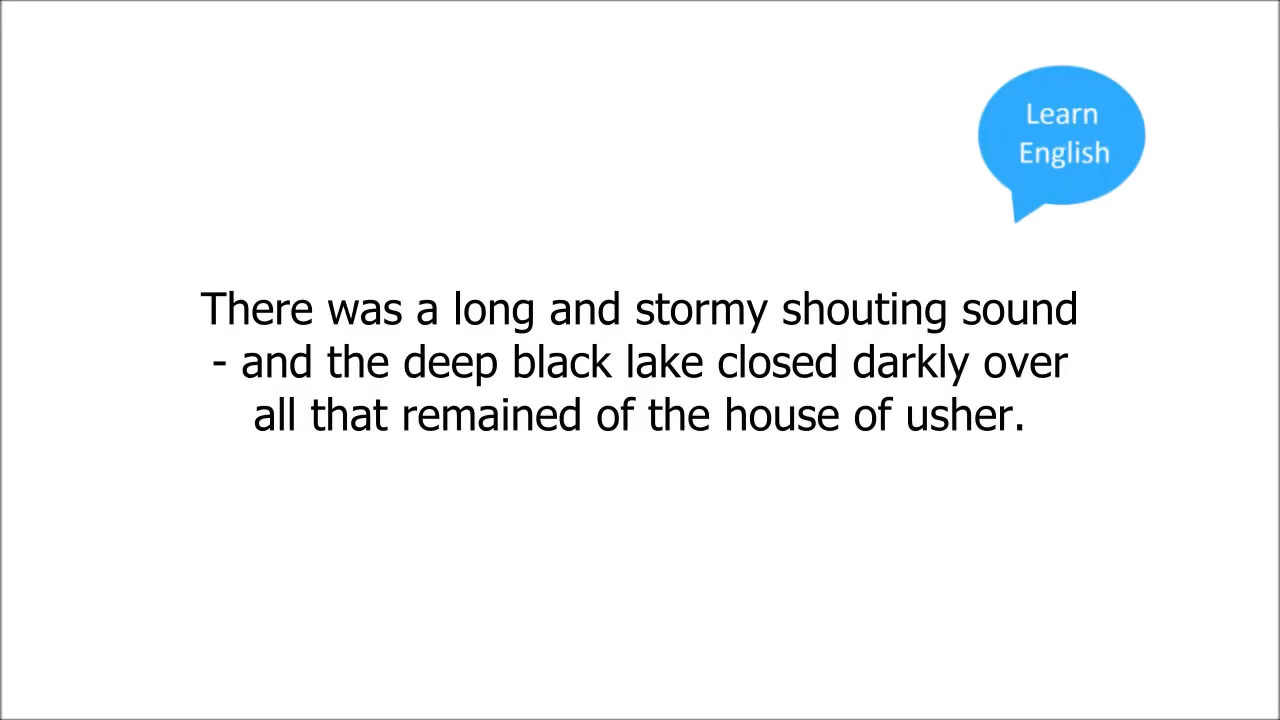 Learn
English
There was a long and stormy shouting sound
- and the deep black lake closed darkly over
all that remained of the house of usher.